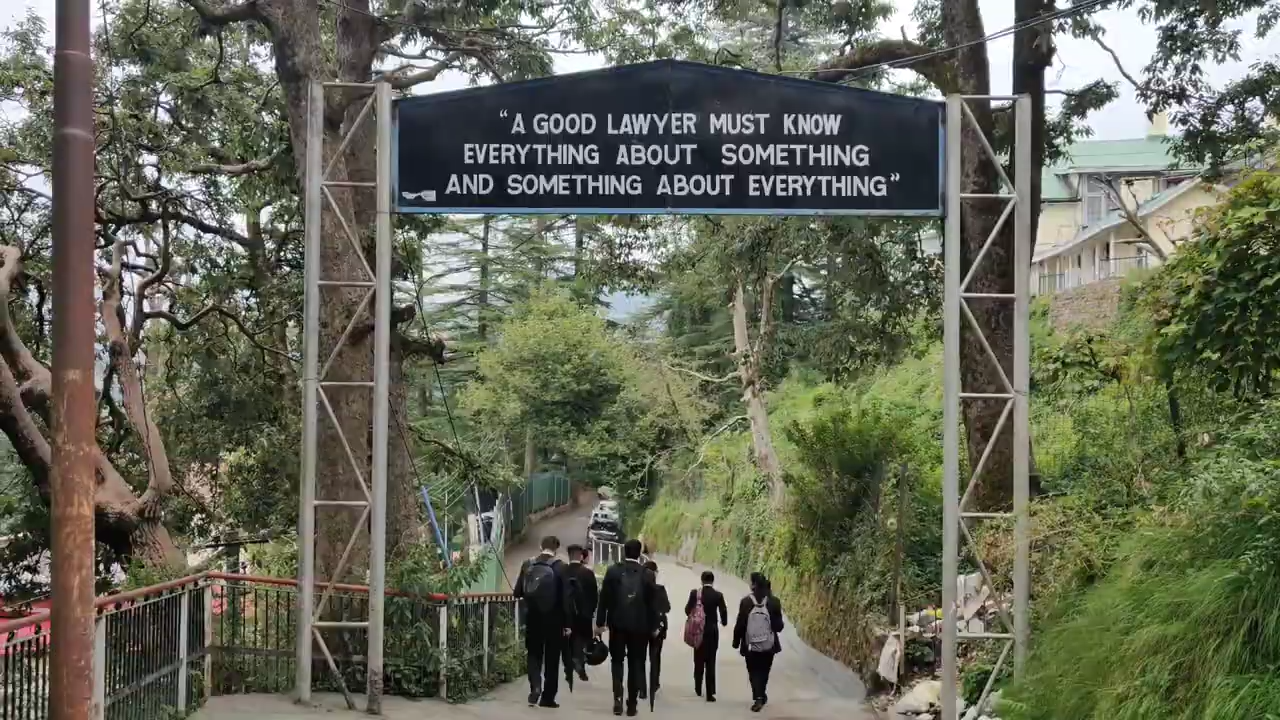 “A GOOD LAWYER MUST KNOW
EVERYTHING ABOUT SOMETHING
AND SOMETHING ABOUT EVERYTHING”